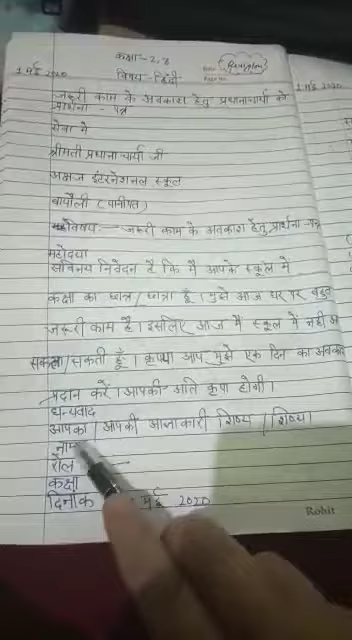 कक्षा - 2, 3
1 मई 2020
विषय - हिंदी
1 मई 2020
जरूरी काम के अवकाश हेतु प्रधानाचार्या को
प्रार्थना - पत्र
सेवा में
श्रीमती प्रधानाचार्या जी
इंटरनेशनल स्कूल
बापौली (पानीपत)
विषय - जरूरी काम के अवकाश हेतु प्रार्थना - पत्र
महोदया
सविनय निवेदन है कि मैं आपके स्कूल में
कक्षा का छात्र / छात्रा हूँ। मुझे आज घर पर बहुत
जरूरी काम है। इसलिए आज मैं स्कूल में नहीं आ
सकता / सकती हूँ। कृपया आप मुझे एक दिन का अवकाश
प्रदान करें। आपकी अति कृपा होगी।
धन्यवाद
आपका / आपकी आज्ञाकारी शिष्य / शिष्या
नाम
रोल
कक्षा
दिनांक मई 2020
Rohit